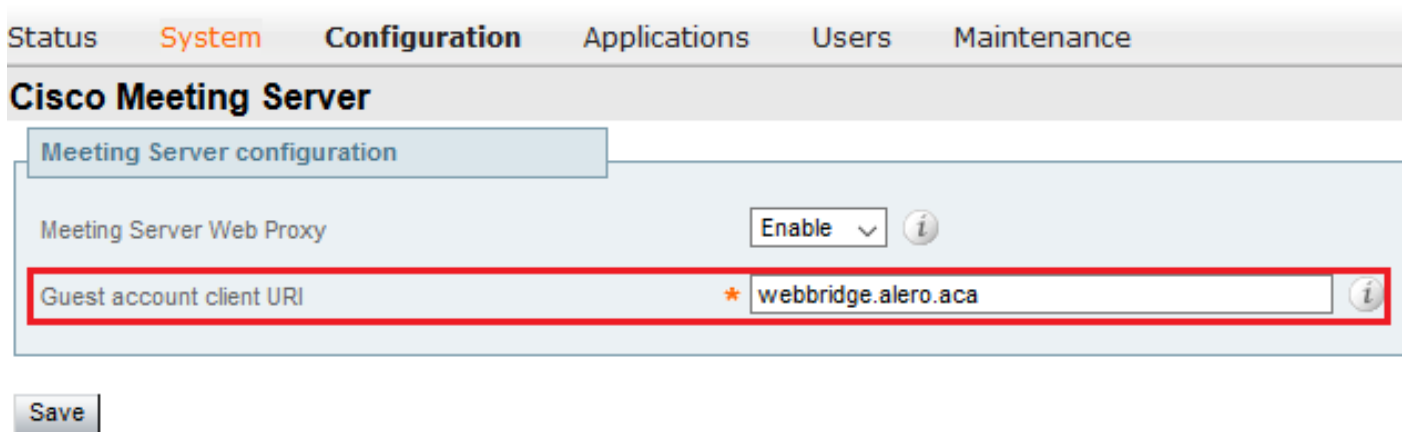 Status System Configuration Applications Users Maintenance
Cisco Meeting Server
Meeting Server configuration
Meeting Server Web Proxy Enable i
Guest account client URI * webbridge.alero.aca i
Save